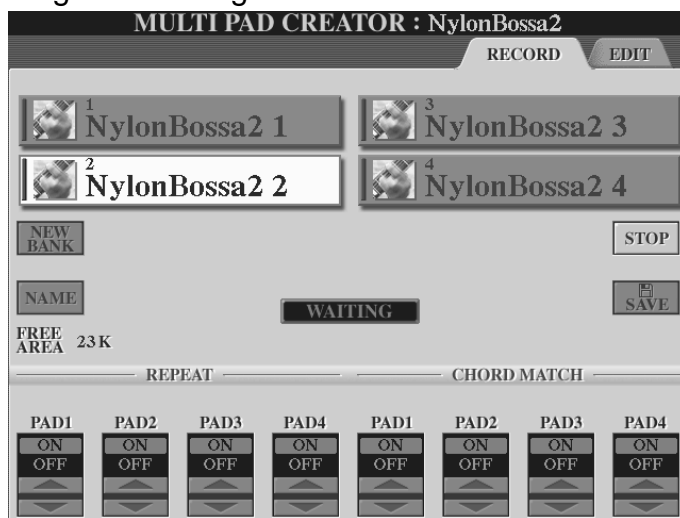 MULTI PAD CREATOR : NylonBossa2
RECORD EDIT
1 NylonBossa2 1
3 NylonBossa2 3
2 NylonBossa2 2
4 NylonBossa2 4
NEW BANK
STOP
NAME
WAITING
SAVE
FREE AREA 23K
REPEAT CHORD MATCH
PAD1 PAD2 PAD3 PAD4 PAD1 PAD2 PAD3 PAD4
ON ON ON ON ON ON ON ON
OFF OFF OFF OFF OFF OFF OFF OFF